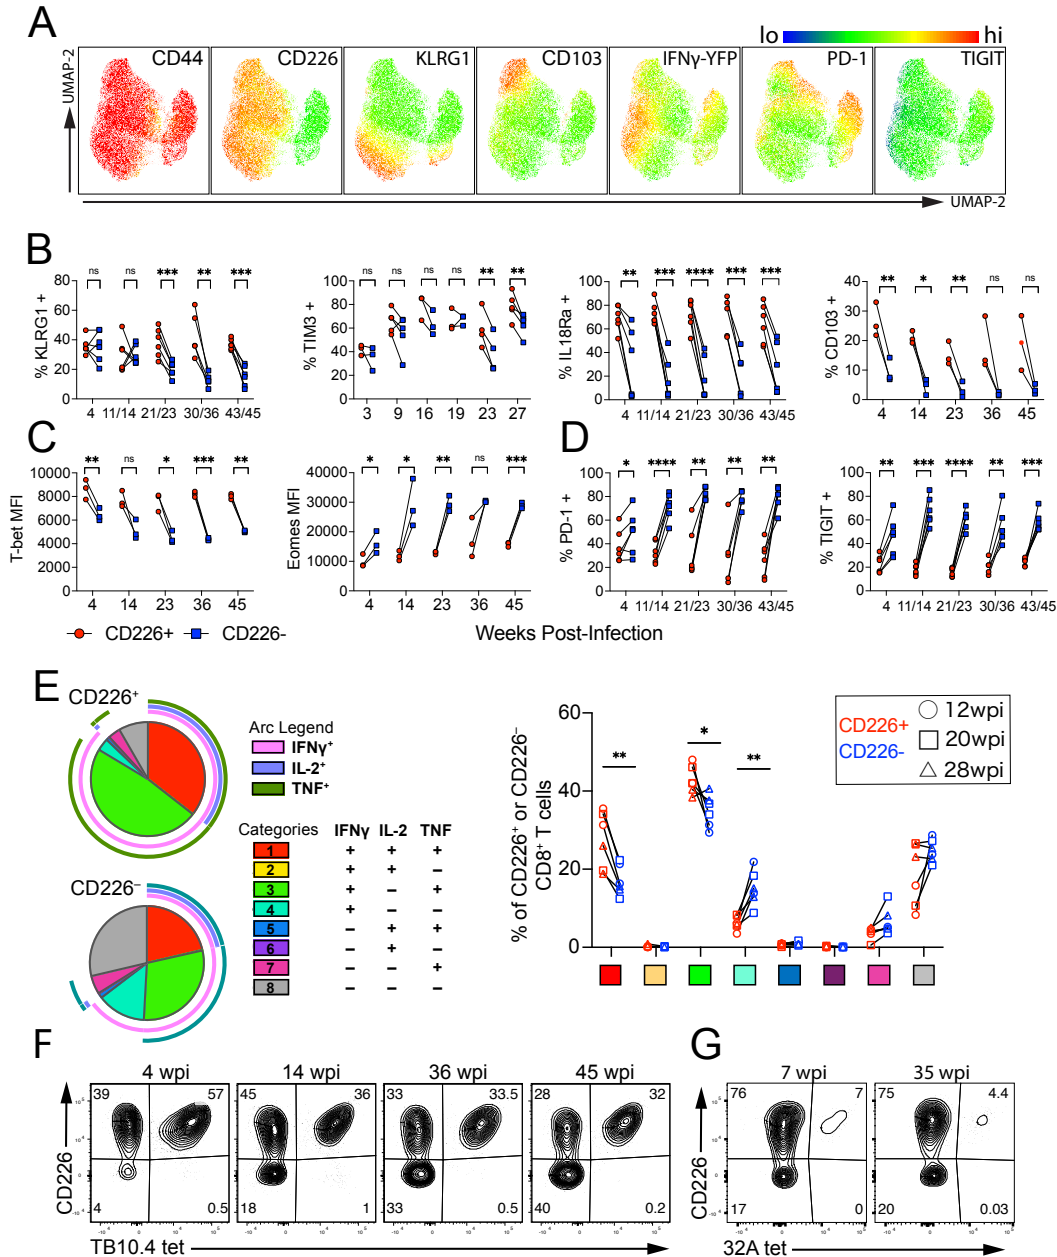 A
lo hi
UMAP-2
CD44 CD226 KLRG1 CD103 IFNγ-YFP PD-1 TIGIT
UMAP-2
B
ns ns *** ** ***
% KLRG1 +
80
60
40
20
0
4 11/14 21/23 30/36 43/45
ns ns ns ns ** **
% TIM3 +
100
80
60
40
20
0
3 9 16 19 23 27
** *** **** *** ***
% IL18Ra +
100
80
60
40
20
0
4 11/14 21/23 30/36 43/45
** * ** ns ns
% CD103 +
40
30
20
10
0
4 14 23 36 45
C
** ns * *** **
T-bet MFI
10000
8000
6000
4000
2000
0
4 14 23 36 45
* * ** ns ***
Eomes MFI
40000
30000
20000
10000
0
4 14 23 36 45
D
* **** ** ** **
% PD-1 +
100
80
60
40
20
0
4 11/14 21/23 30/36 43/45
** *** **** ** ***
% TIGIT +
100
80
60
40
20
0
4 11/14 21/23 30/36 43/45
CD226+ CD226-
Weeks Post-Infection
E
CD226+
CD226–
Arc Legend
IFNγ+
IL-2+
TNF+
Categories IFNγ IL-2 TNF
1 + + +
2 + + –
3 + – +
4 + – –
5 – + +
6 – + –
7 – – +
8 – – –
% of CD226+ or CD226–
CD8+ T cells
60
40
20
0
** * **
CD226+
CD226-
12wpi
20wpi
28wpi
F
4 wpi 14 wpi 36 wpi 45 wpi
39 57 45 36 33 33.5 28 32
4 0.5 18 1 33 0.5 40 0.2
CD226
TB10.4 tet
G
7 wpi 35 wpi
76 7 75 4.4
17 0 20 0.03
CD226
32A tet